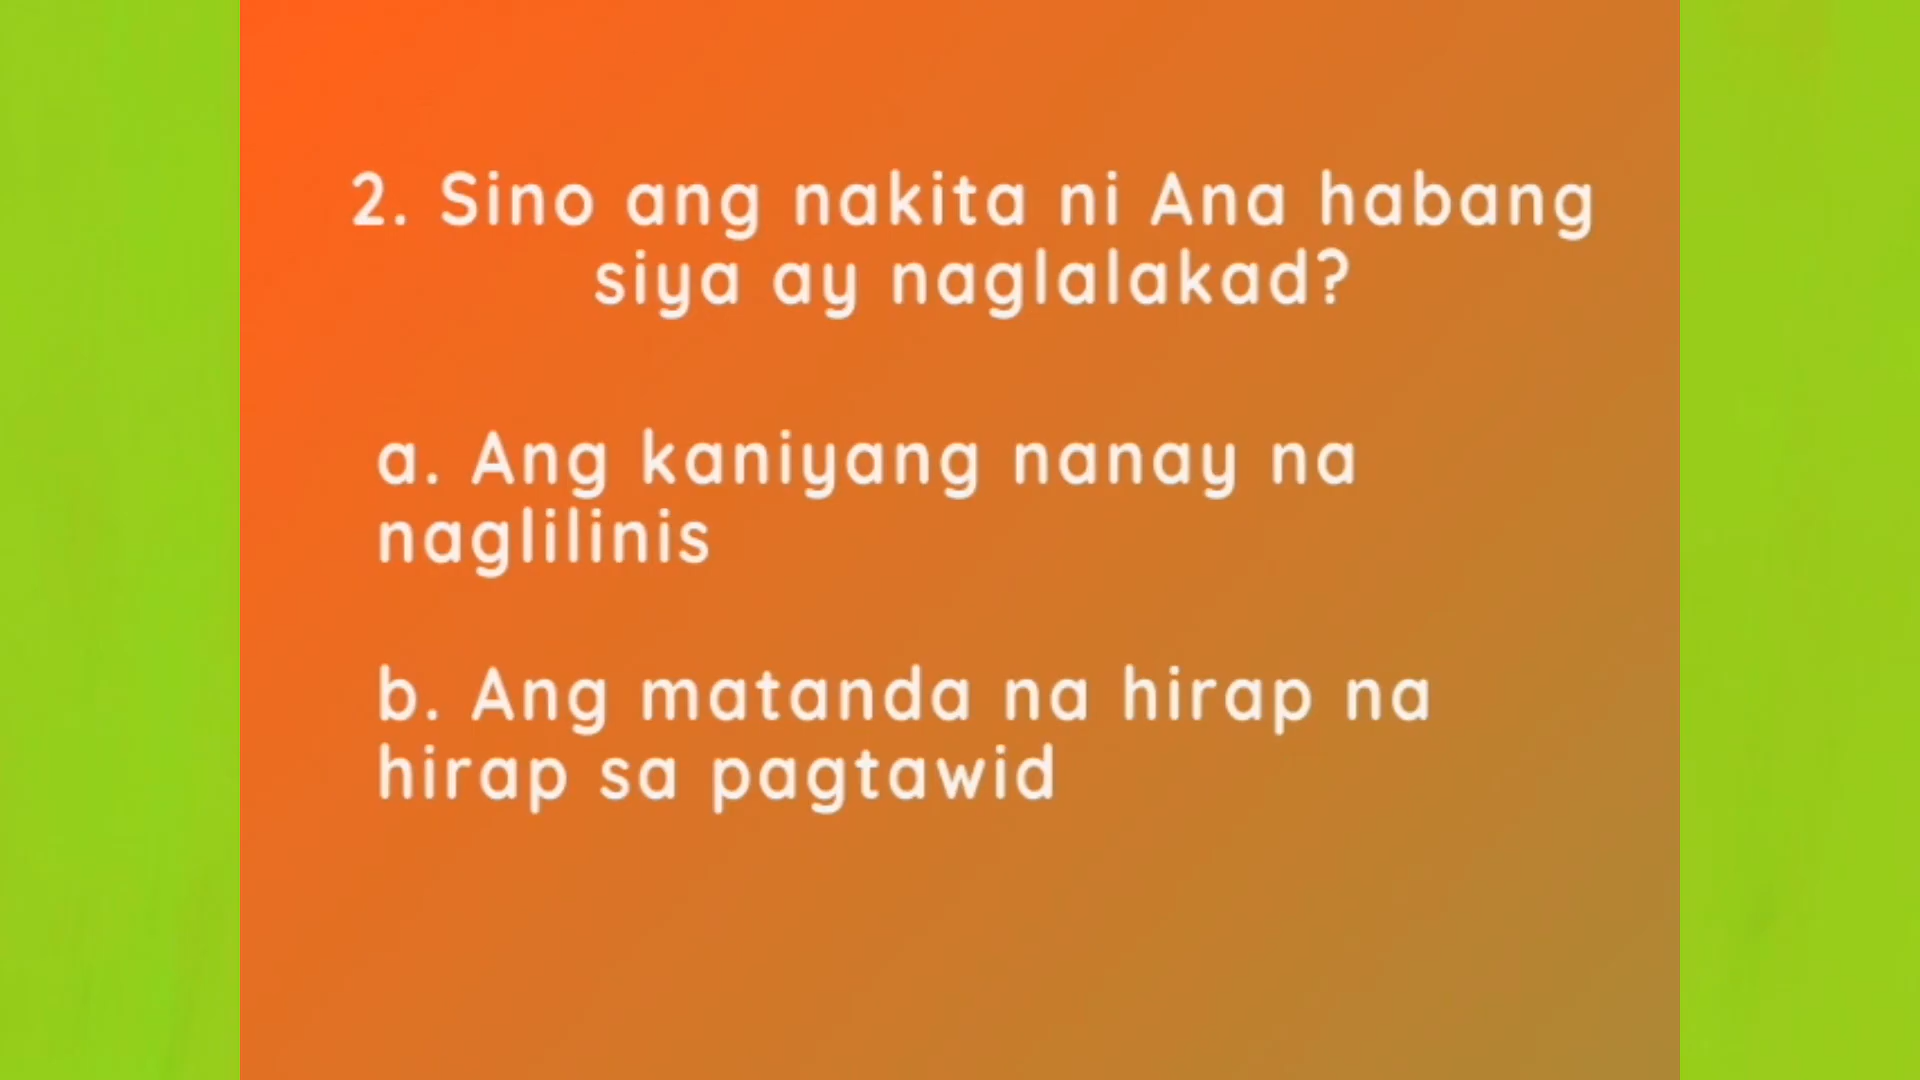 2. Sino ang nakita ni Ana habang
siya ay naglalakad?
a. Ang kaniyang nanay na
naglilinis
b. Ang matanda na hirap na
hirap sa pagtawid